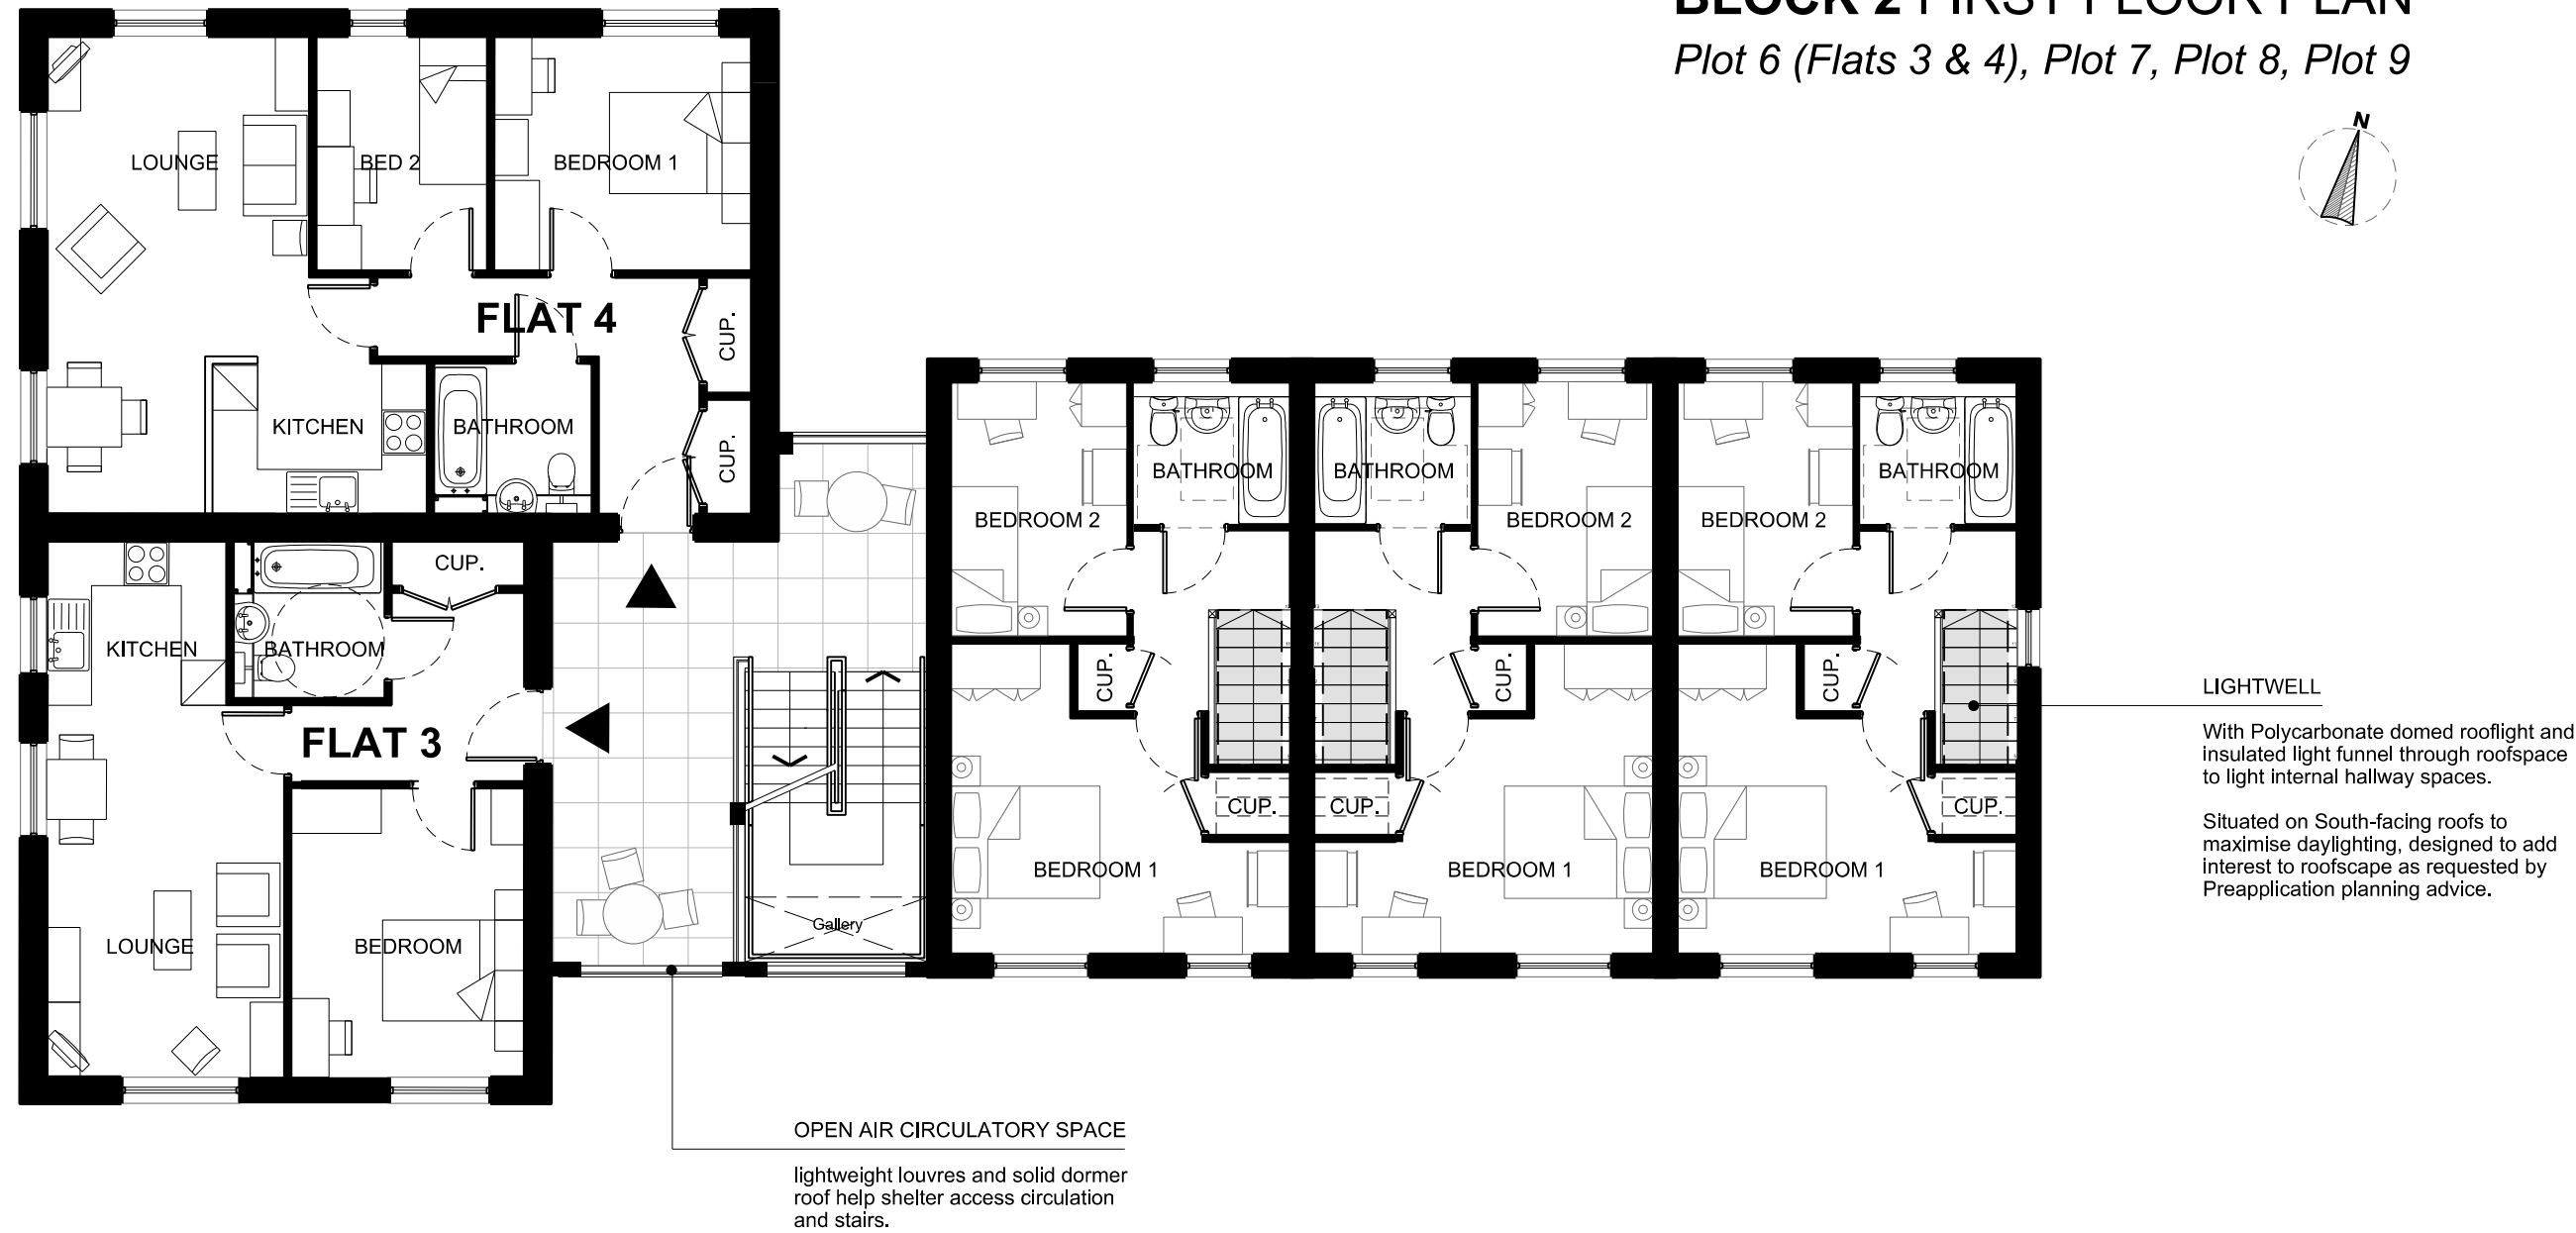 BLOCK 2 FIRST FLOOR PLAN
Plot 6 (Flats 3 & 4), Plot 7, Plot 8, Plot 9
N
LOUNGE
BED 2
BEDROOM 1
FLAT 4
CUP.
KITCHEN
BATHROOM
CUP.
CUP.
KITCHEN
BATHROOM
FLAT 3
LOUNGE
BEDROOM
Gallery
BATHROOM
BEDROOM 2
CUP.
CUP.
BEDROOM 1
BATHROOM
BEDROOM 2
CUP.
CUP.
BEDROOM 1
BATHROOM
BEDROOM 2
CUP.
CUP.
BEDROOM 1
LIGHTWELL
With Polycarbonate domed rooflight and
insulated light funnel through roofspace
to light internal hallway spaces.
Situated on South-facing roofs to
maximise daylighting, designed to add
interest to roofscape as requested by
Preapplication planning advice.
OPEN AIR CIRCULATORY SPACE
lightweight louvres and solid dormer
roof help shelter access circulation
and stairs.